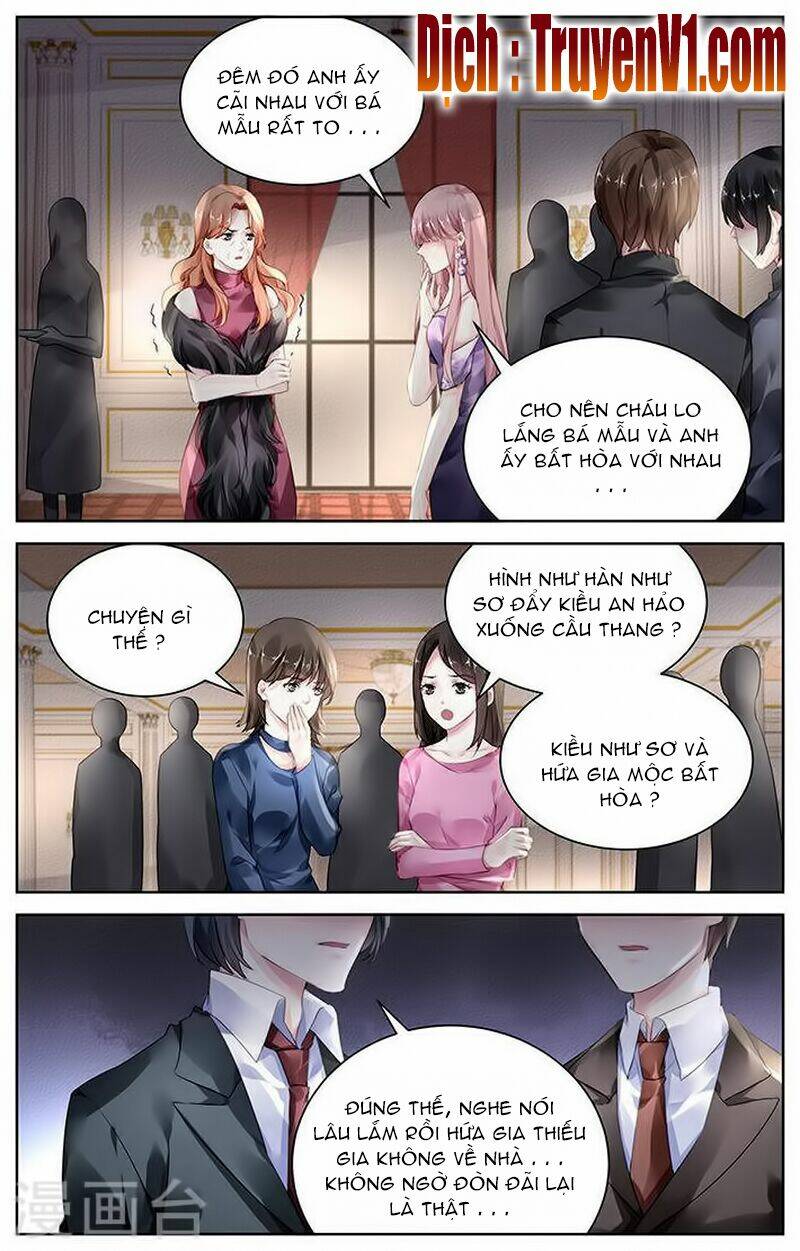 DỊCH : TRUYENV1.COM
ĐÊM ĐÓ ANH ẤY
CÃI NHAU VỚI BÁ
MẪU RẤT TO . . .
CHO NÊN CHÁU LO
LẮNG BÁ MẪU VÀ ANH
ẤY BẤT HÒA VỚI NHAU
. . .
CHUYỆN GÌ
THẾ ?
HÌNH NHƯ HÀN NHƯ
SƠ ĐẨY KIỀU AN HẢO
XUỐNG CẦU THANG ?
KIỀU NHƯ SƠ VÀ
HỨA GIA MỘC BẤT
HÒA ?
ĐÚNG THẾ, NGHE NÓI
LÂU LẮM RỒI HỨA GIA THIẾU
GIA KHÔNG VỀ NHÀ . . .
KHÔNG NGỜ ĐÒN ĐÃI LẠI
LÀ THẬT . . .
漫画台